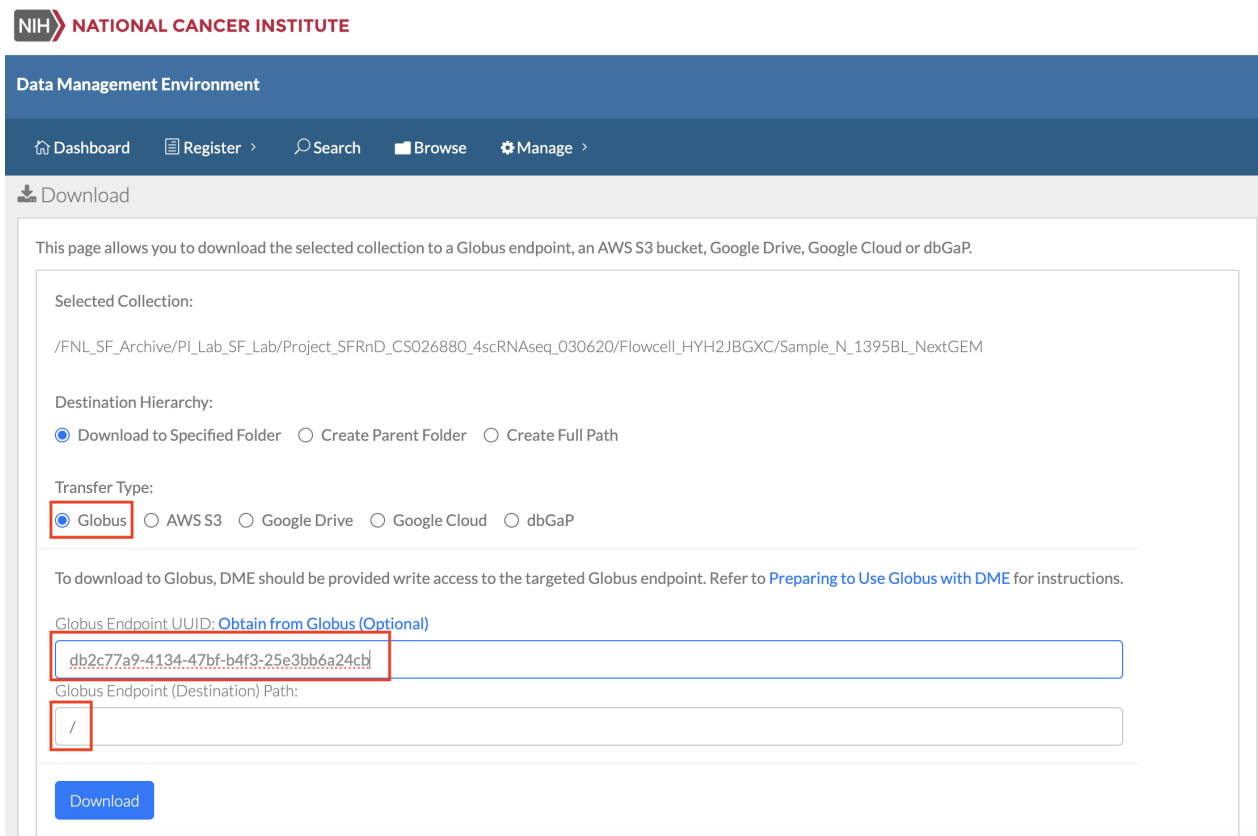 NIH NATIONAL CANCER INSTITUTE
Data Management Environment
Dashboard Register > Search Browse Manage >
Download
This page allows you to download the selected collection to a Globus endpoint, an AWS S3 bucket, Google Drive, Google Cloud or dbGaP.
Selected Collection:
/FNL_SF_Archive/PI_Lab_SF_Lab/Project_SFRnD_CS026880_4scRNAseq_030620/Flowcell_HYH2JBGXC/Sample_N_1395BL_NextGEM
Destination Hierarchy:
Download to Specified Folder Create Parent Folder Create Full Path
Transfer Type:
Globus AWS S3 Google Drive Google Cloud dbGaP
To download to Globus, DME should be provided write access to the targeted Globus endpoint. Refer to Preparing to Use Globus with DME for instructions.
Globus Endpoint UUID: Obtain from Globus (Optional)
db2c77a9-4134-47bf-b4f3-25e3bb6a24cb
Globus Endpoint (Destination) Path:
/
Download